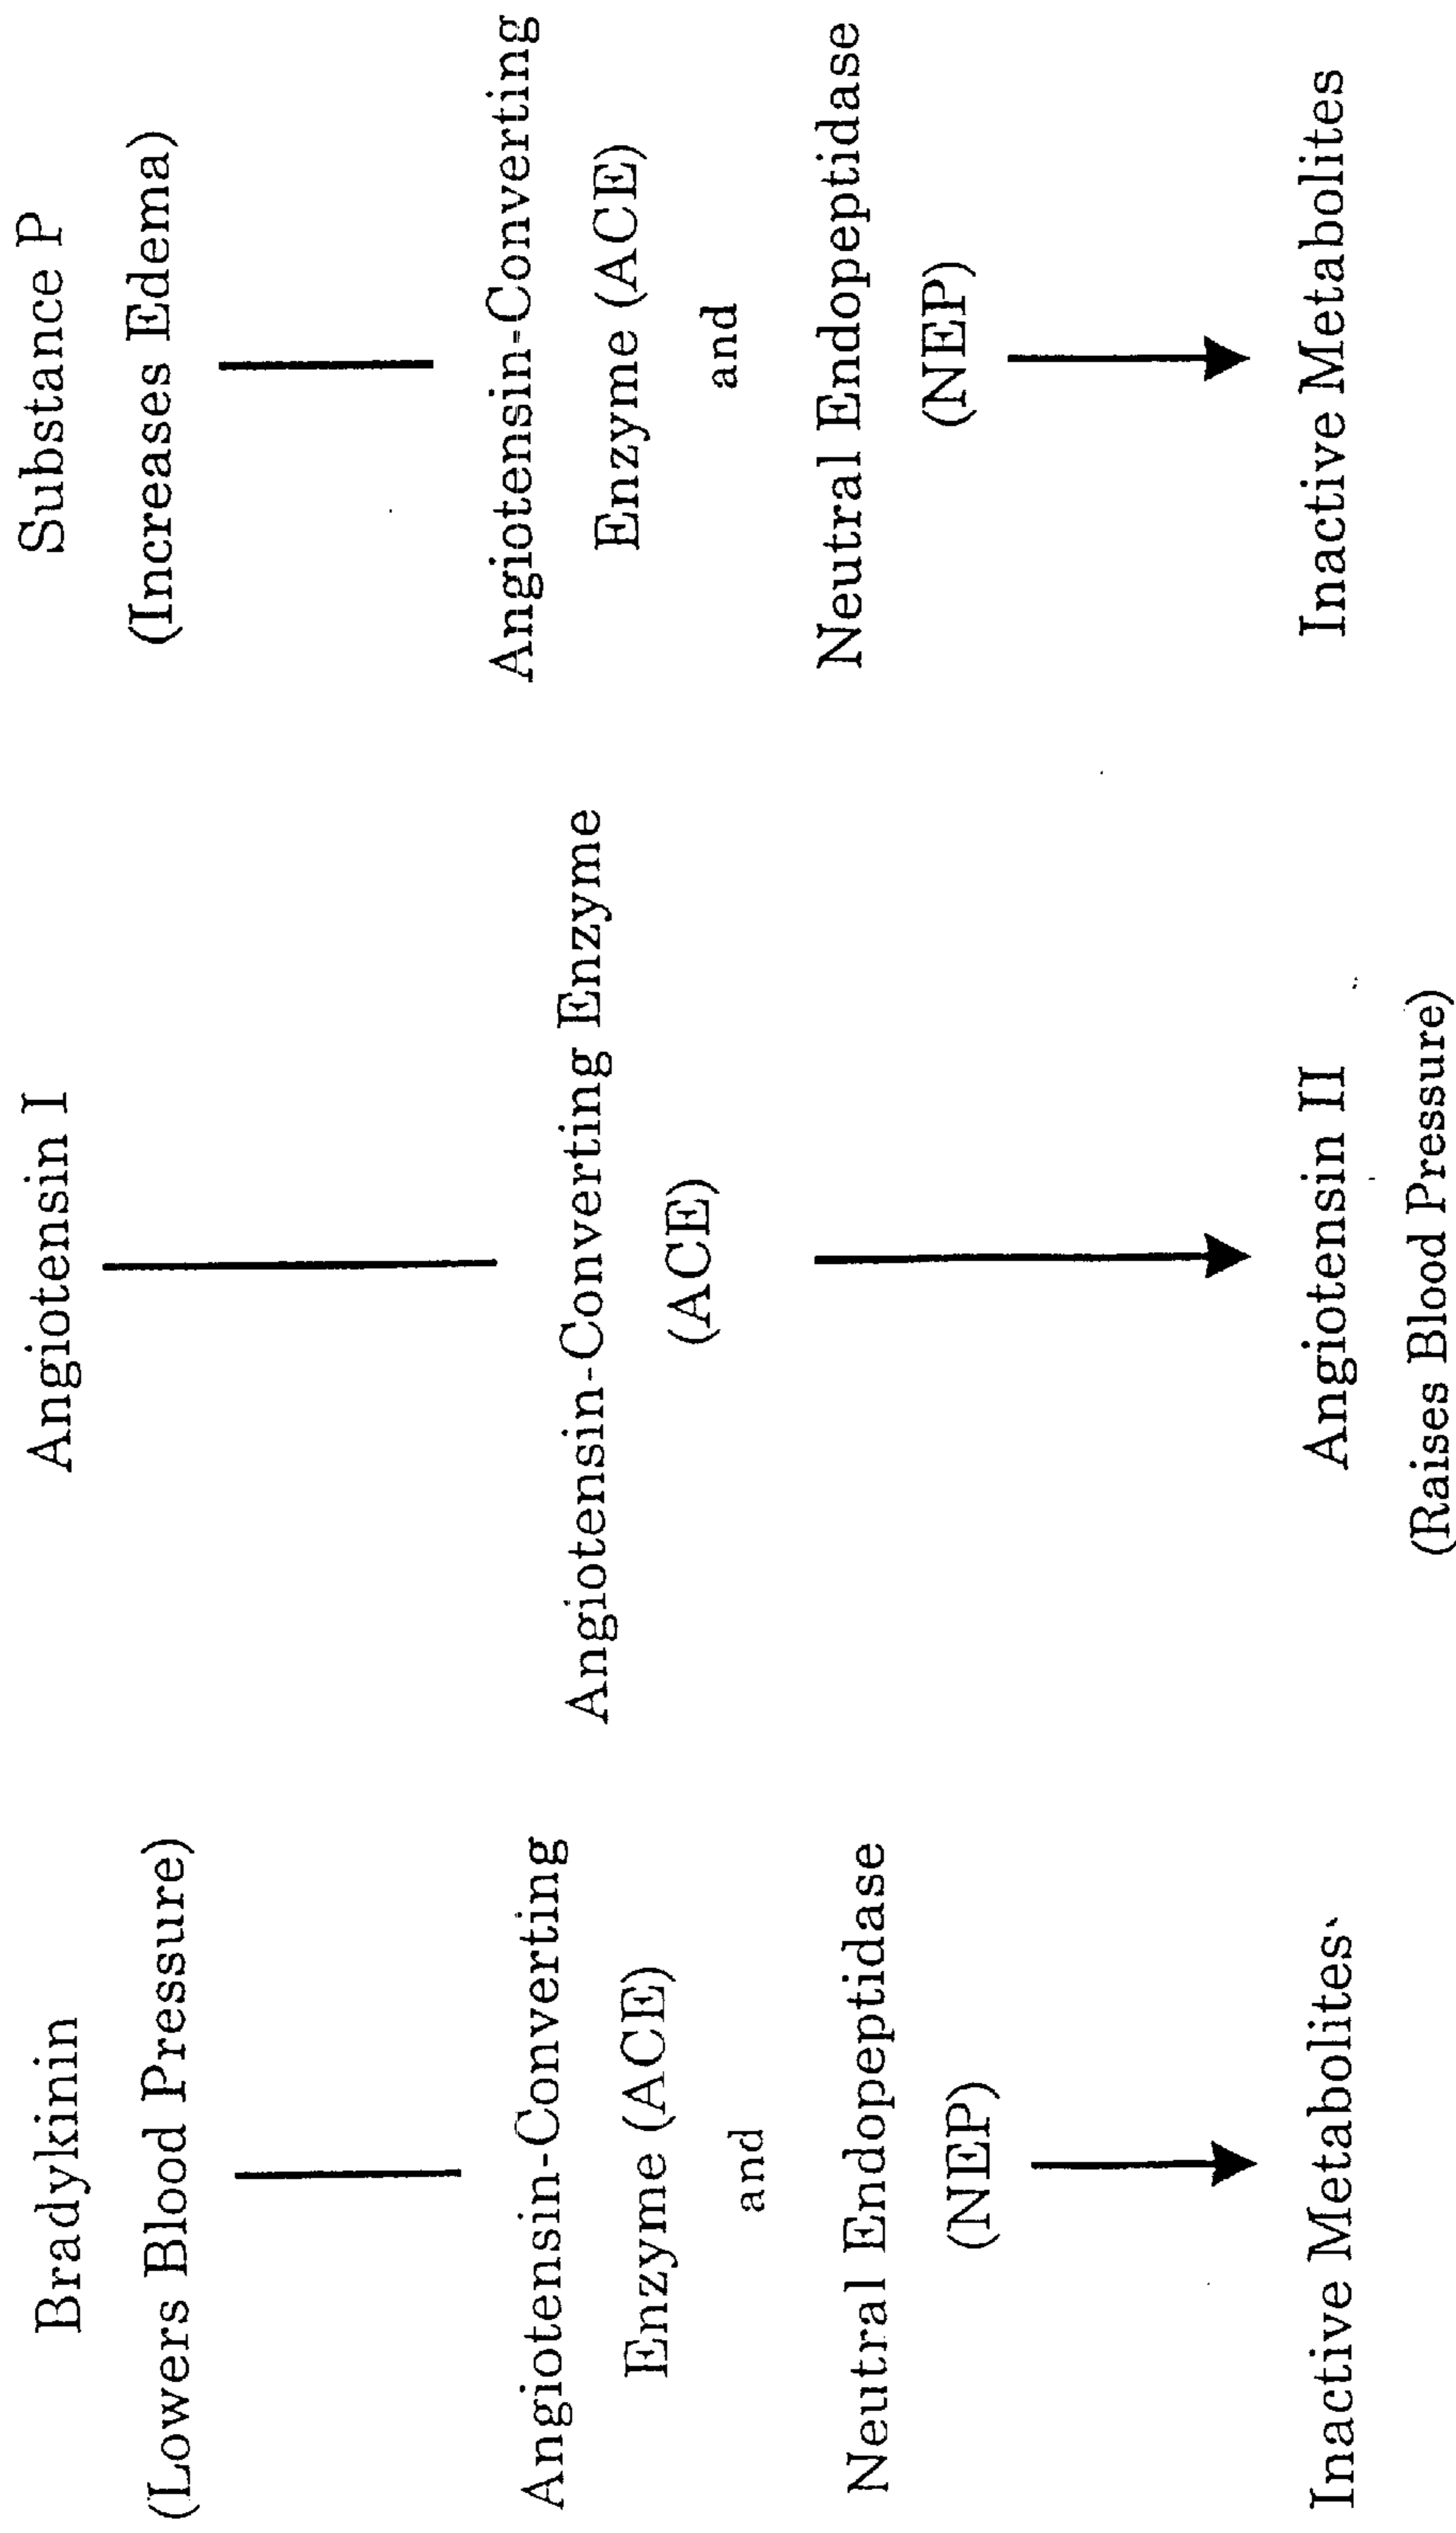 Bradykinin
(Lowers Blood Pressure)
Angiotensin-Converting
Enzyme (ACE)
and
Neutral Endopeptidase
(NEP)
Inactive Metabolites
Angiotensin I
Angiotensin-Converting Enzyme
(ACE)
Angiotensin II
(Raises Blood Pressure)
Substance P
(Increases Edema)
Angiotensin-Converting
Enzyme (ACE)
and
Neutral Endopeptidase
(NEP)
Inactive Metabolites